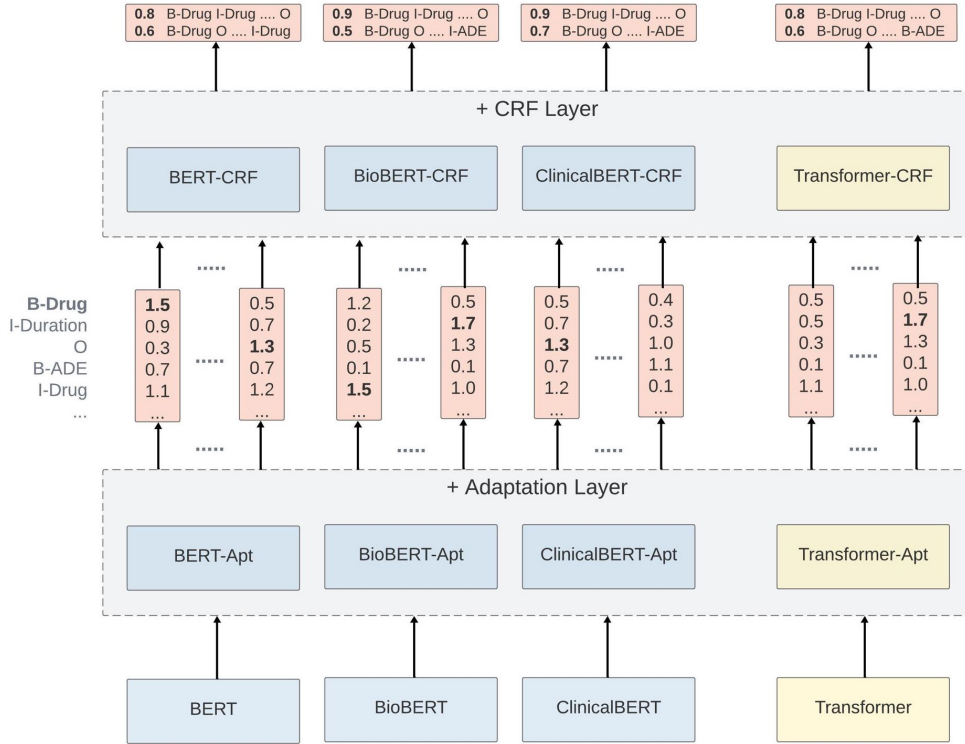 0.8 B-Drug I-Drug .... O
0.6 B-Drug O .... I-Drug
0.9 B-Drug I-Drug .... O
0.5 B-Drug O .... I-ADE
0.9 B-Drug I-Drug .... O
0.7 B-Drug O .... I-ADE
0.8 B-Drug I-Drug .... O
0.6 B-Drug O .... B-ADE
+ CRF Layer
BERT-CRF
BioBERT-CRF
ClinicalBERT-CRF
Transformer-CRF
..... ..... ..... .....
B-Drug 1.5 0.5 1.2 0.5 0.5 0.4 0.5 0.5
I-Duration 0.9 0.7 0.2 1.7 0.7 0.3 0.5 1.7
O 0.3 1.3 0.5 1.3 1.3 1.0 0.3 1.3
B-ADE 0.7 0.7 0.1 0.1 0.7 1.1 0.1 0.1
I-Drug 1.1 1.2 1.5 1.0 1.2 0.1 1.1 1.0
... ... ... ... ... ... ... ... ...
..... ..... ..... .....
+ Adaptation Layer
BERT-Apt
BioBERT-Apt
ClinicalBERT-Apt
Transformer-Apt
BERT
BioBERT
ClinicalBERT
Transformer